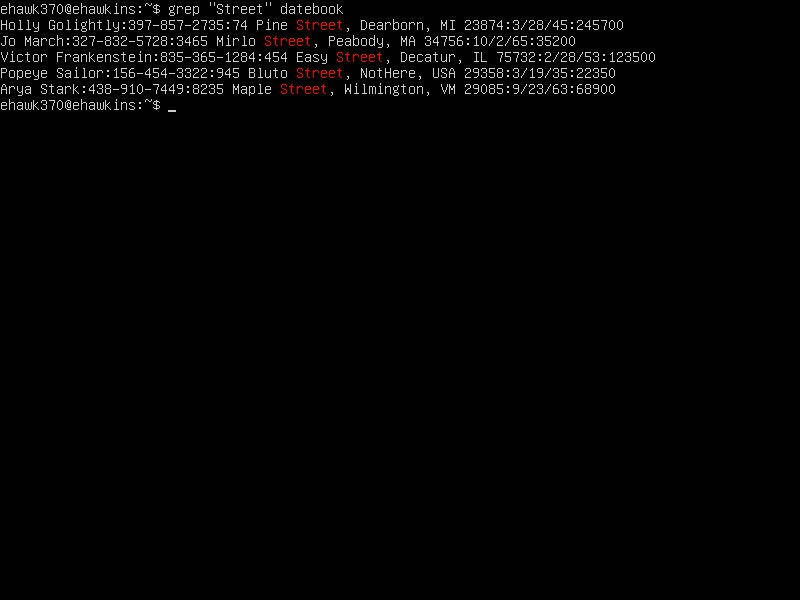 ehawk370@ehawkins:~$ grep "Street" datebook
Holly Golightly:397-857-2735:74 Pine Street, Dearborn, MI 23874:3/28/45:245700
Jo March:327-832-5728:3465 Mirlo Street, Peabody, MA 34756:10/2/65:35200
Victor Frankenstein:835-365-1284:454 Easy Street, Decatur, IL 75732:2/28/53:123500
Popeye Sailor:156-454-3322:945 Bluto Street, NotHere, USA 29358:3/19/35:22350
Arya Stark:438-910-7449:8235 Maple Street, Wilmington, VM 29085:9/23/63:68900
ehawk370@ehawkins:~$ _